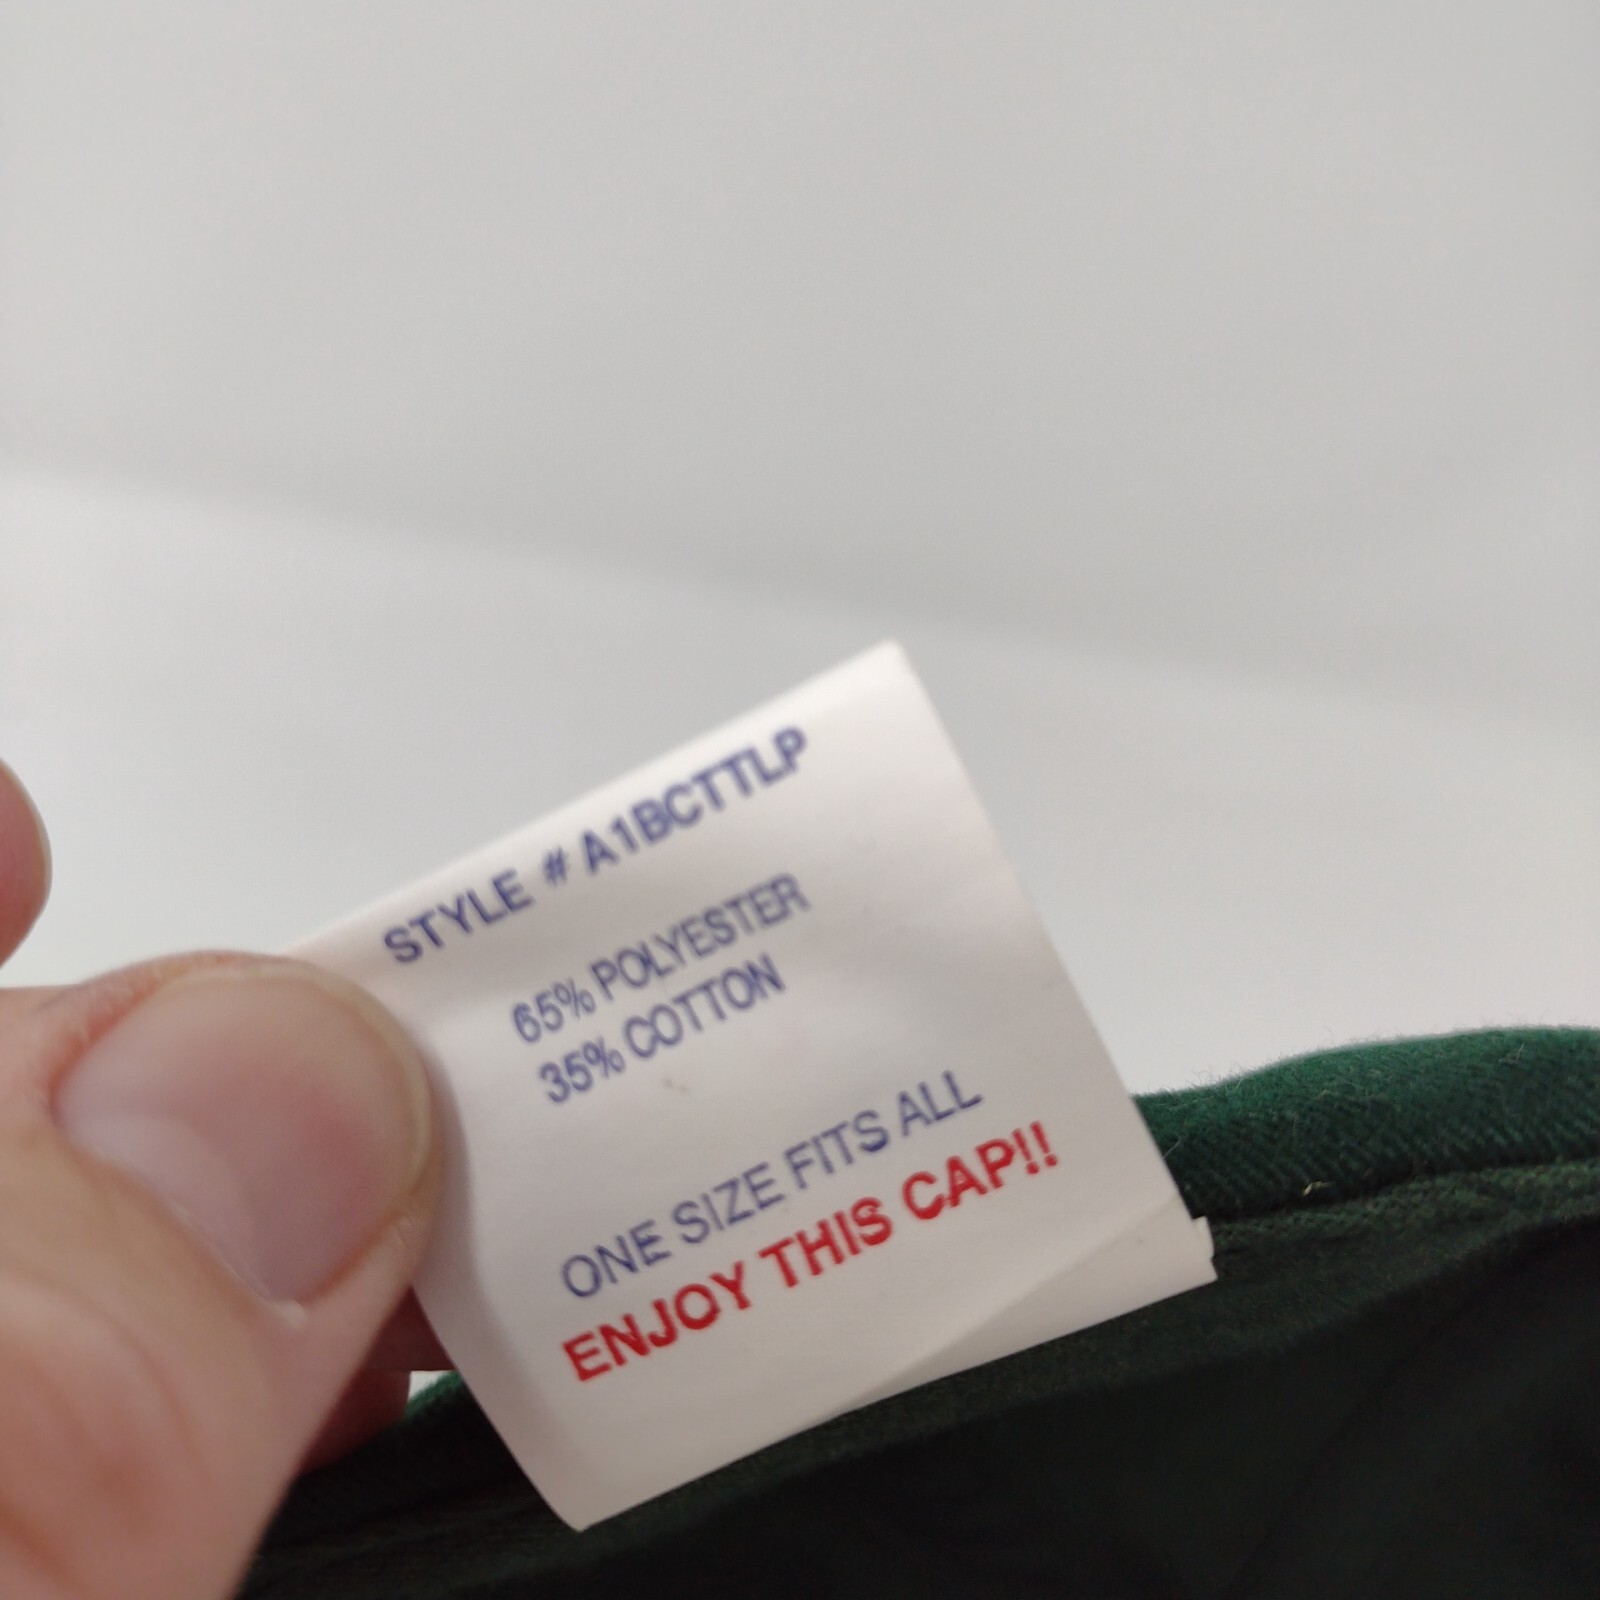 STYLE # A1BCTTLP
65% POLYESTER
35% COTTON
ONE SIZE FITS ALL
ENJOY THIS CAP!!